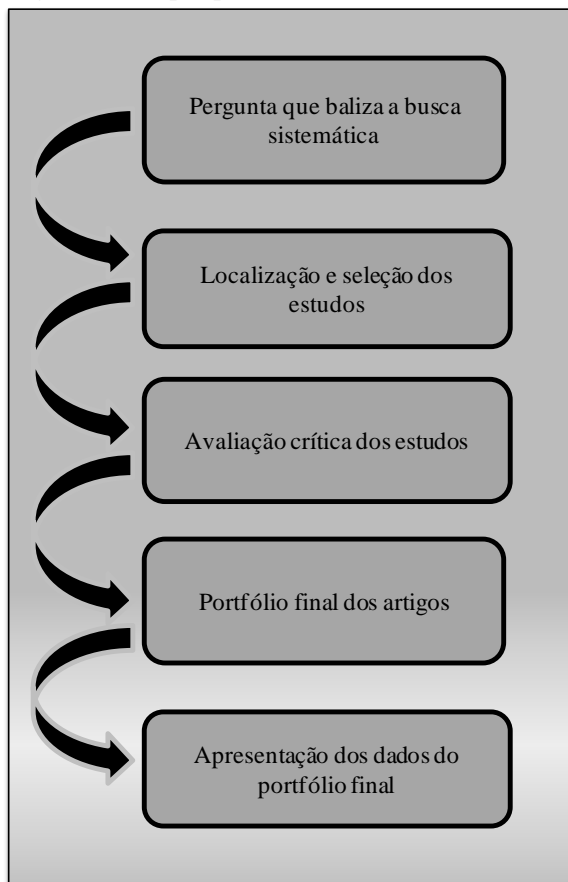 Pergunta que baliza a busca
sistemática
Localização e seleção dos
estudos
Avaliação crítica dos estudos
Portfólio final dos artigos
Apresentação dos dados do
portfólio final